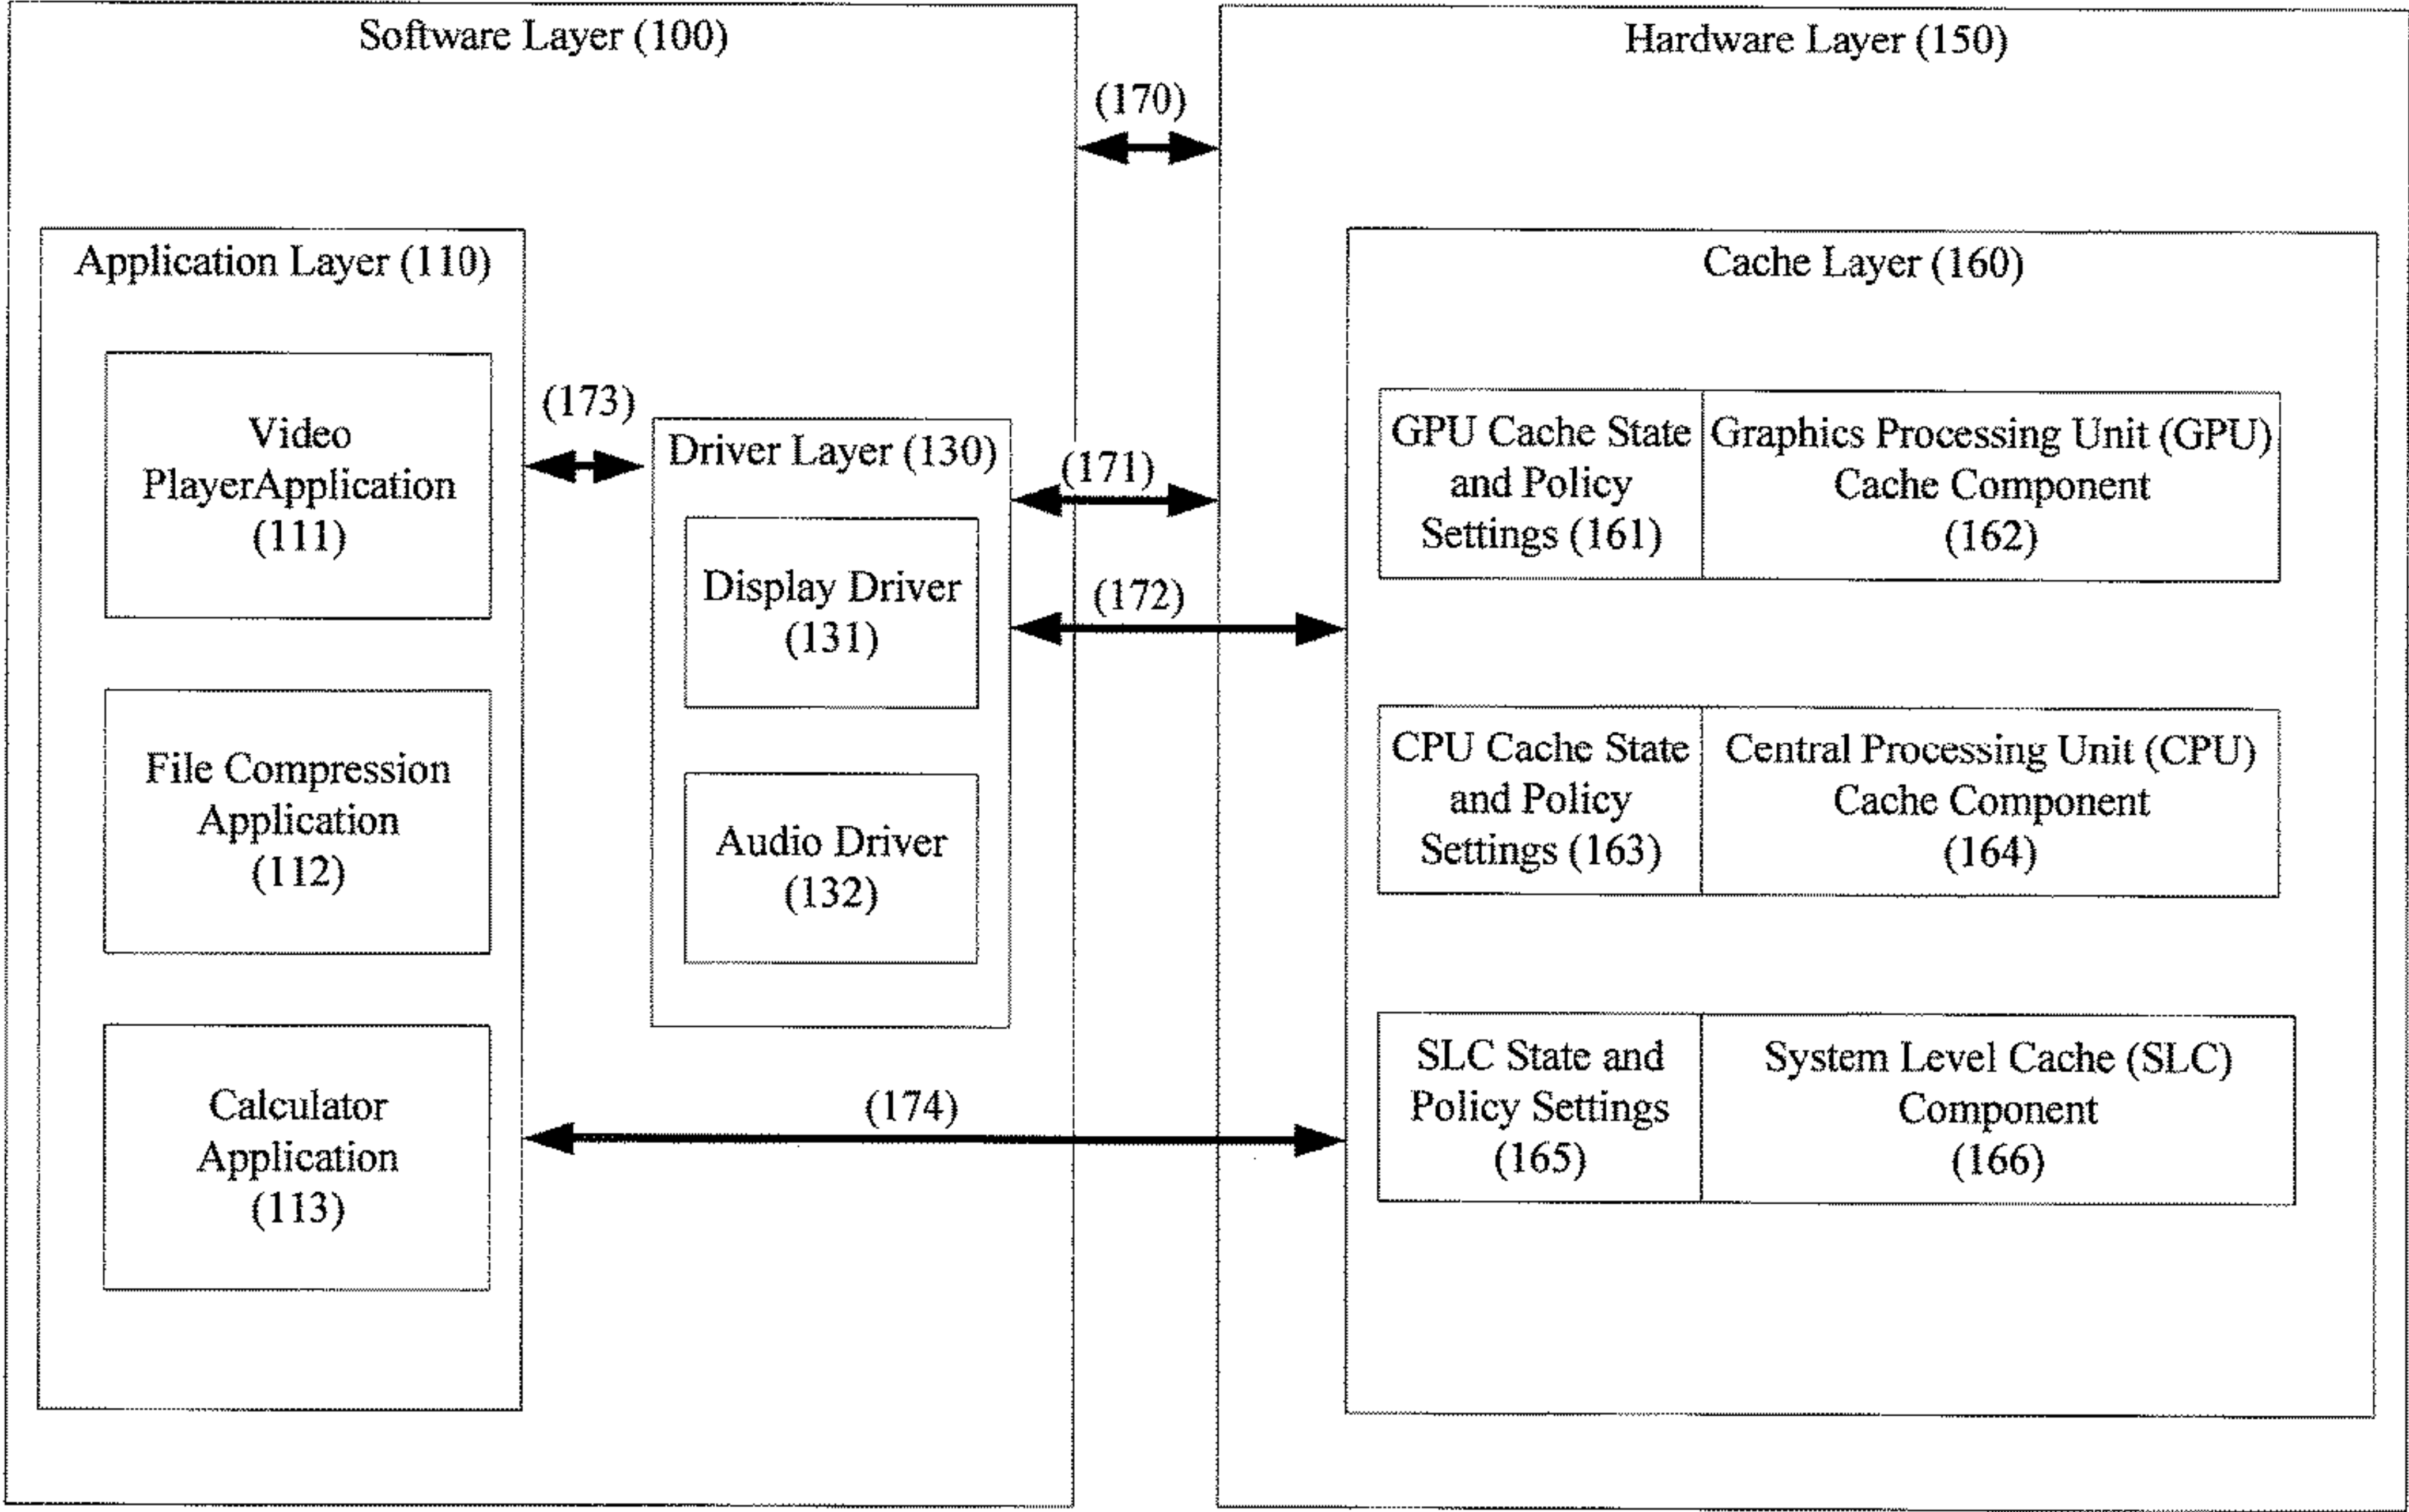 Software Layer (100)
Hardware Layer (150)
(170)
Application Layer (110)
Video
PlayerApplication
(111)
File Compression
Application
(112)
Calculator
Application
(113)
(173)
Driver Layer (130)
Display Driver
(131)
Audio Driver
(132)
(171)
(172)
(174)
Cache Layer (160)
GPU Cache State
and Policy
Settings (161)
Graphics Processing Unit (GPU)
Cache Component
(162)
CPU Cache State
and Policy
Settings (163)
Central Processing Unit (CPU)
Cache Component
(164)
SLC State and
Policy Settings
(165)
System Level Cache (SLC)
Component
(166)